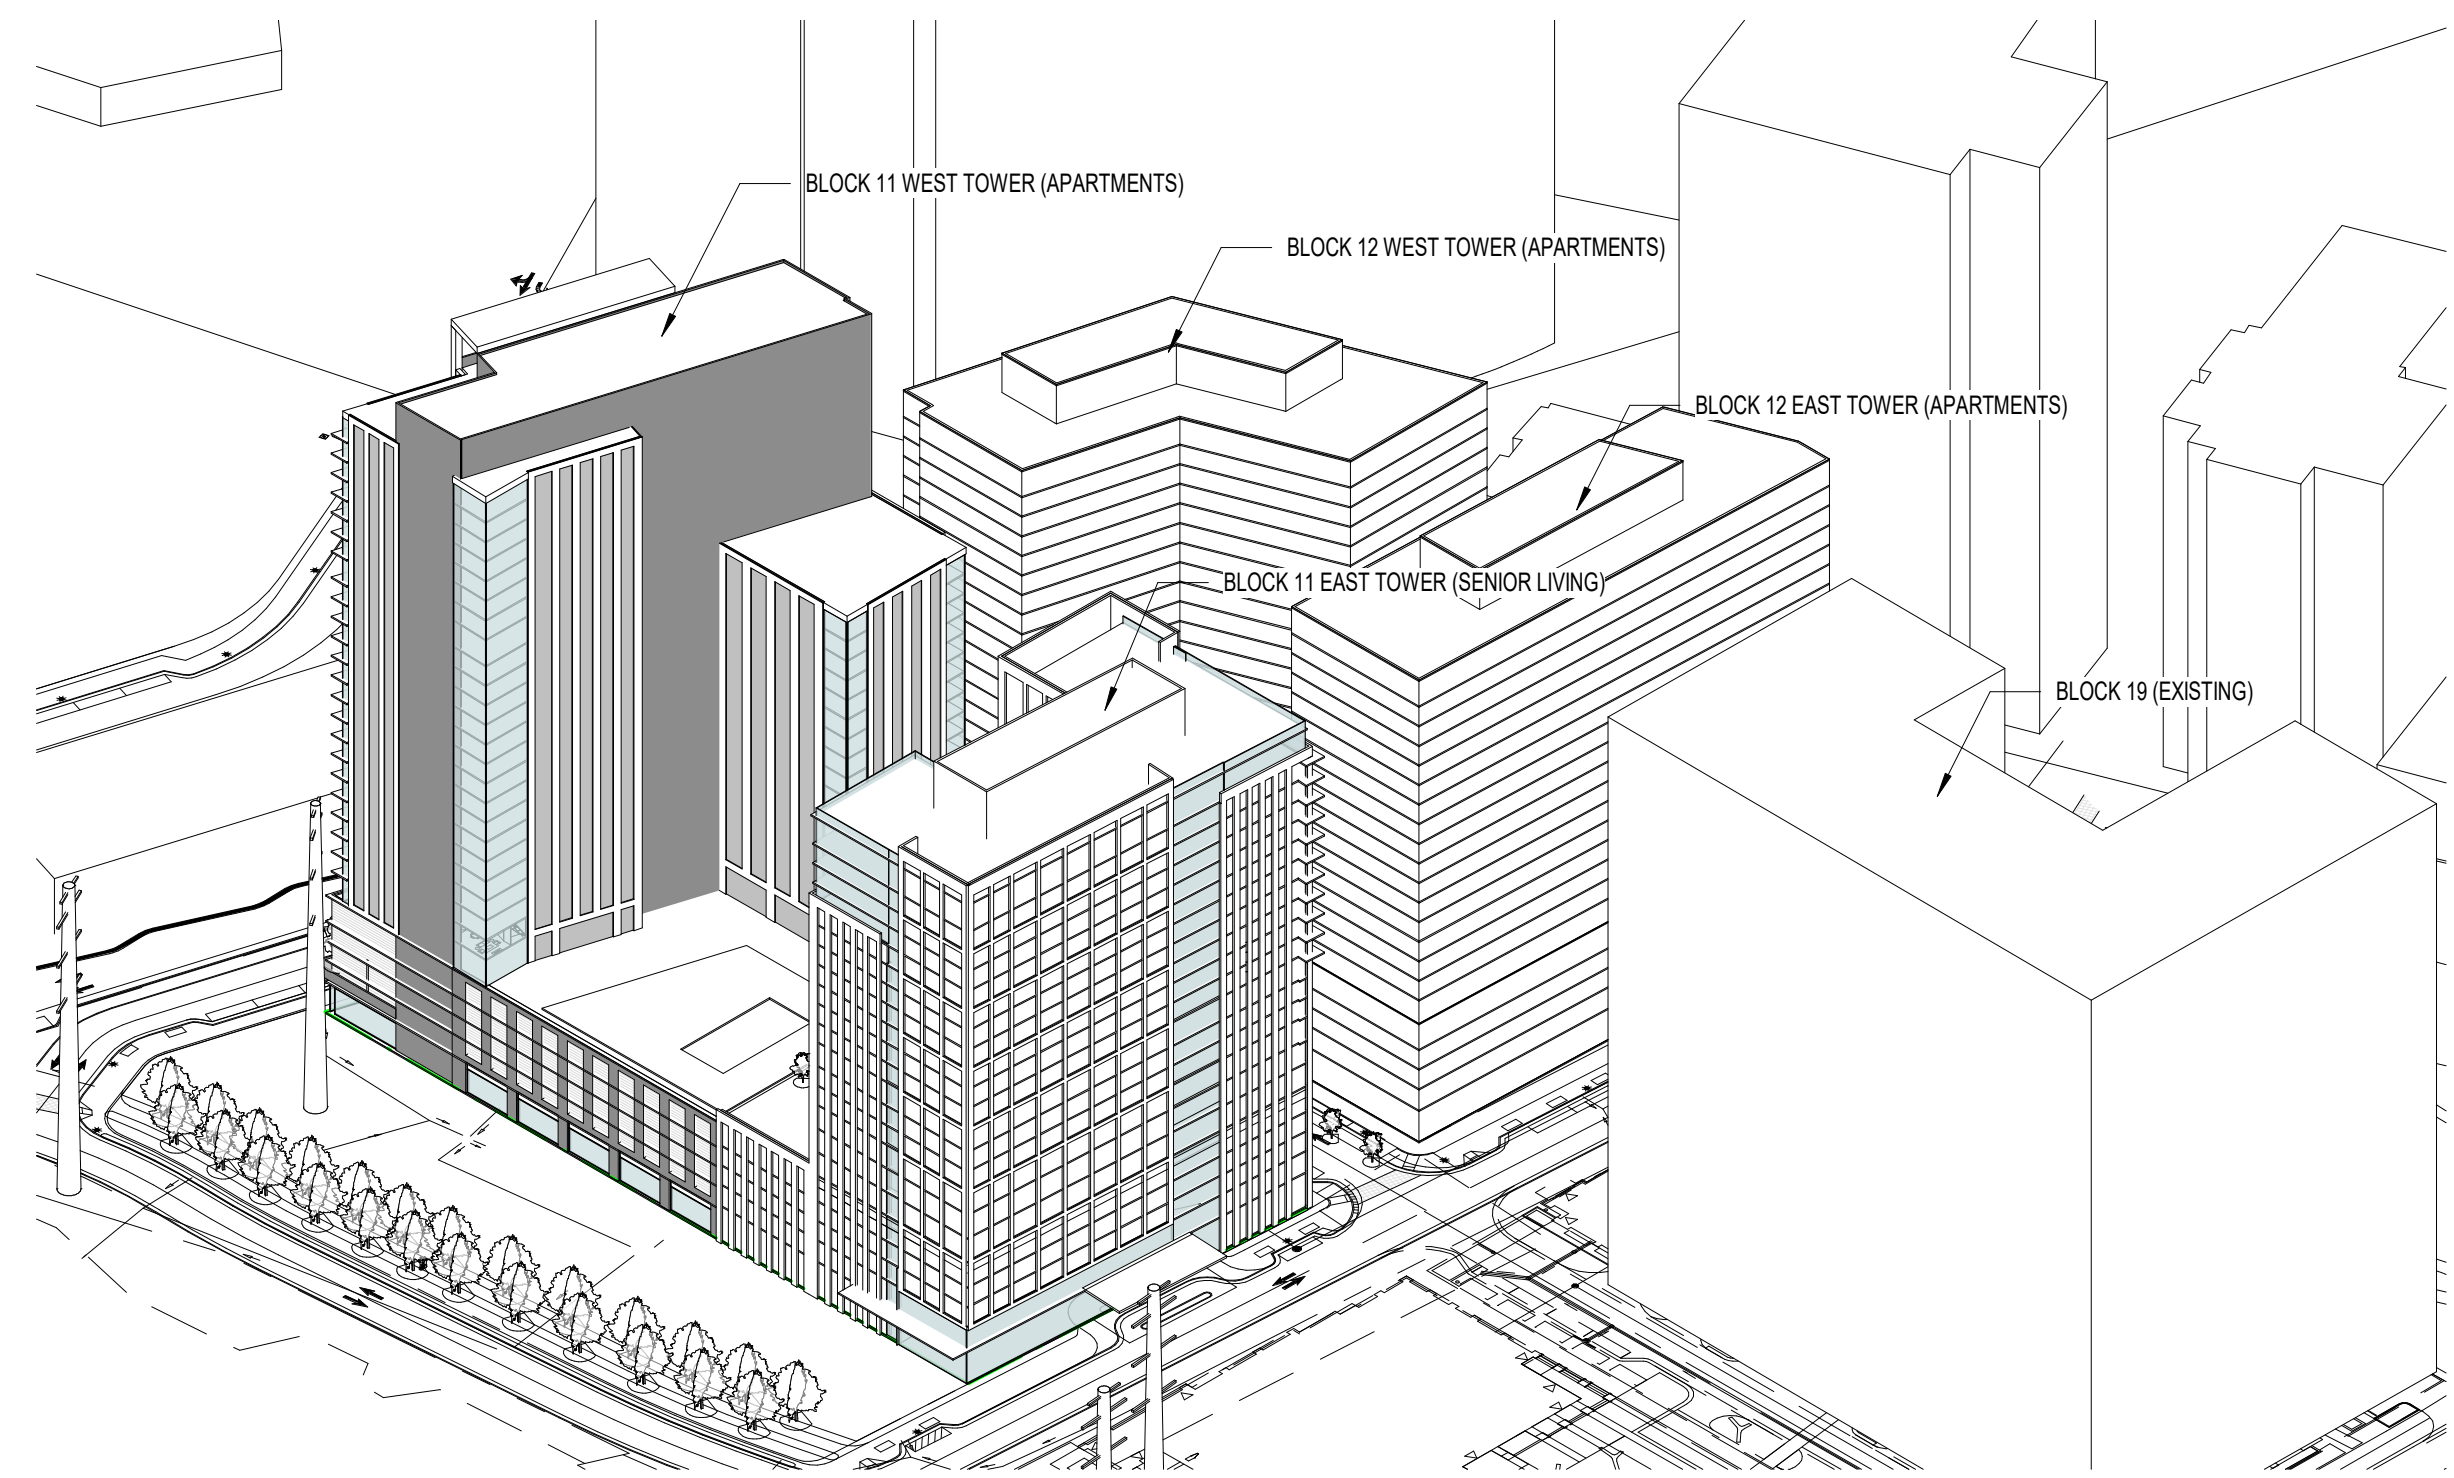 BLOCK 11 WEST TOWER (APARTMENTS)
BLOCK 12 WEST TOWER (APARTMENTS)
BLOCK 12 EAST TOWER (APARTMENTS)
BLOCK 11 EAST TOWER (SENIOR LIVING)
BLOCK 19 (EXISTING)